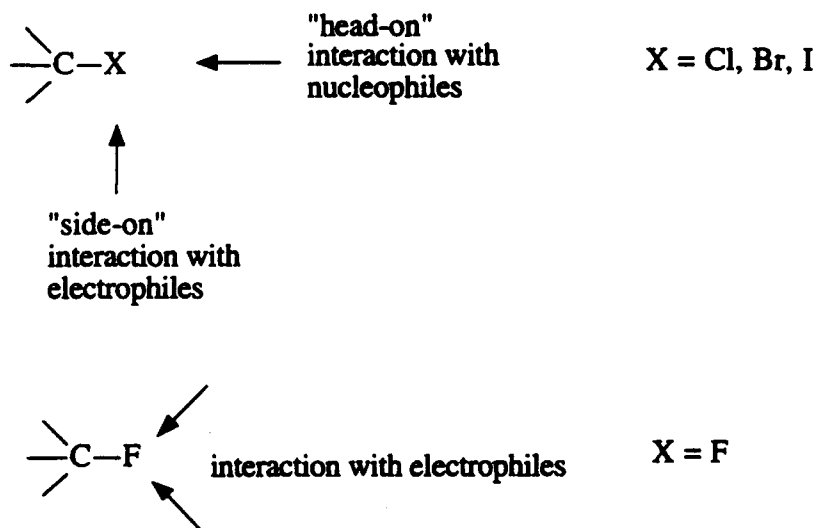 "head-on"
interaction with
nucleophiles
C—X
X = Cl, Br, I
"side-on"
interaction with
electrophiles
C—F
interaction with electrophiles
X = F